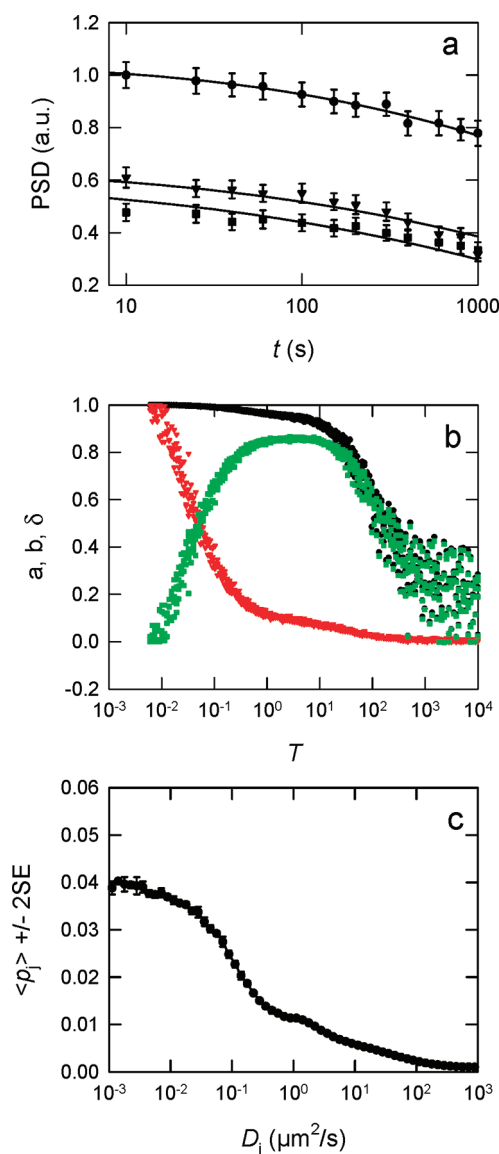 a
1.2
1.0
0.8
0.6
0.4
0.2
PSD (a.u.)
10
100
1000
t (s)
b
1.0
0.8
0.6
0.4
0.2
0.0
-0.2
a, b, δ
10⁻³ 10⁻² 10⁻¹ 10⁰ 10¹ 10² 10³ 10⁴
T
c
0.06
0.05
0.04
0.03
0.02
0.01
0.00
<pⱼ> +/- 2SE
10⁻³ 10⁻² 10⁻¹ 10⁰ 10¹ 10² 10³
Dⱼ (μm²/s)